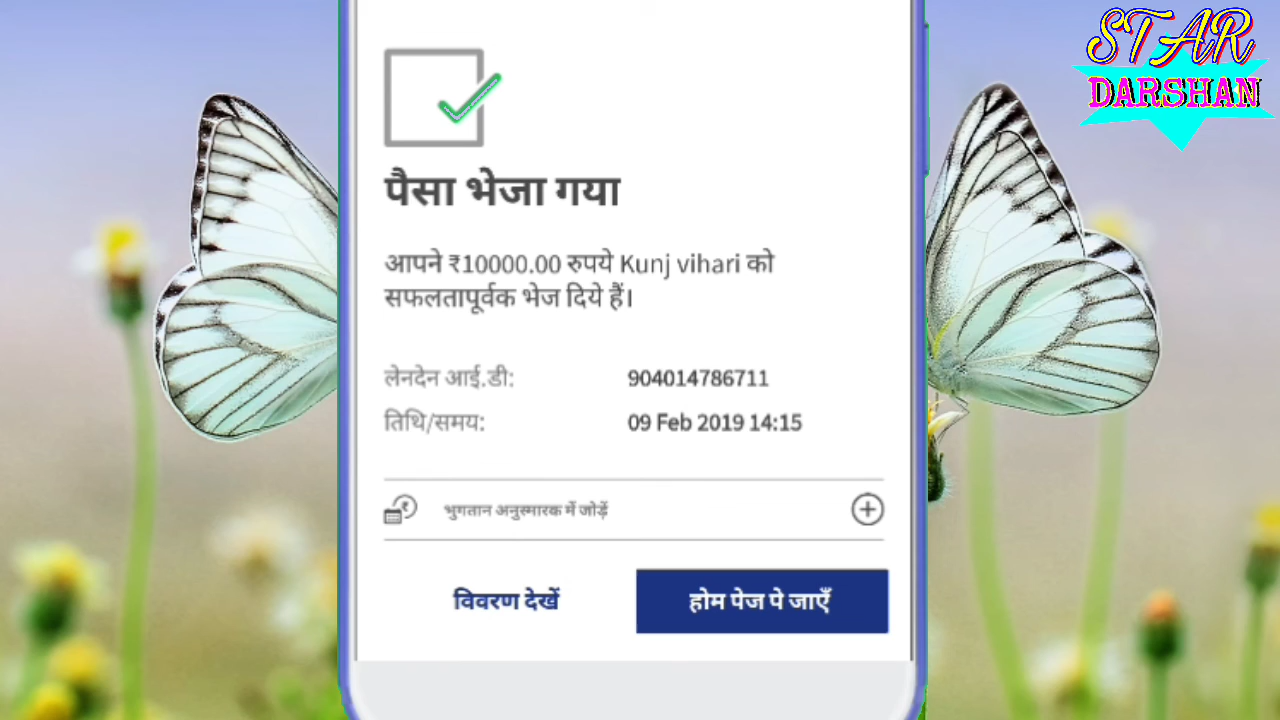 STAR
DARSHAN
पैसा भेजा गया
आपने ₹10000.00 रुपये Kunj vihari को
सफलतापूर्वक भेज दिये हैं।
लेनदेन आई.डी: 904014786711
तिथि/समय: 09 Feb 2019 14:15
भुगतान अनुस्मारक में जोड़ें
विवरण देखें होम पेज पे जाएँ